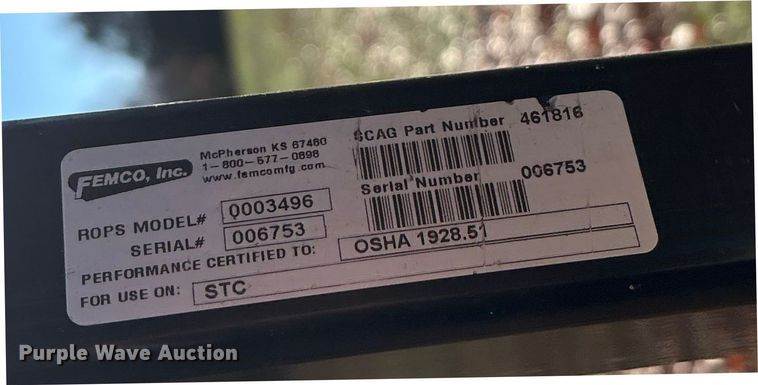 FEMCO, Inc.
McPherson KS 67460
1-800-577-0898
www.femcomfg.com
SCAG Part Number 461816
Serial Number 006753
ROPS MODEL# 0003496
SERIAL# 006753
PERFORMANCE CERTIFIED TO: OSHA 1928.51
FOR USE ON: STC
Purple Wave Auction